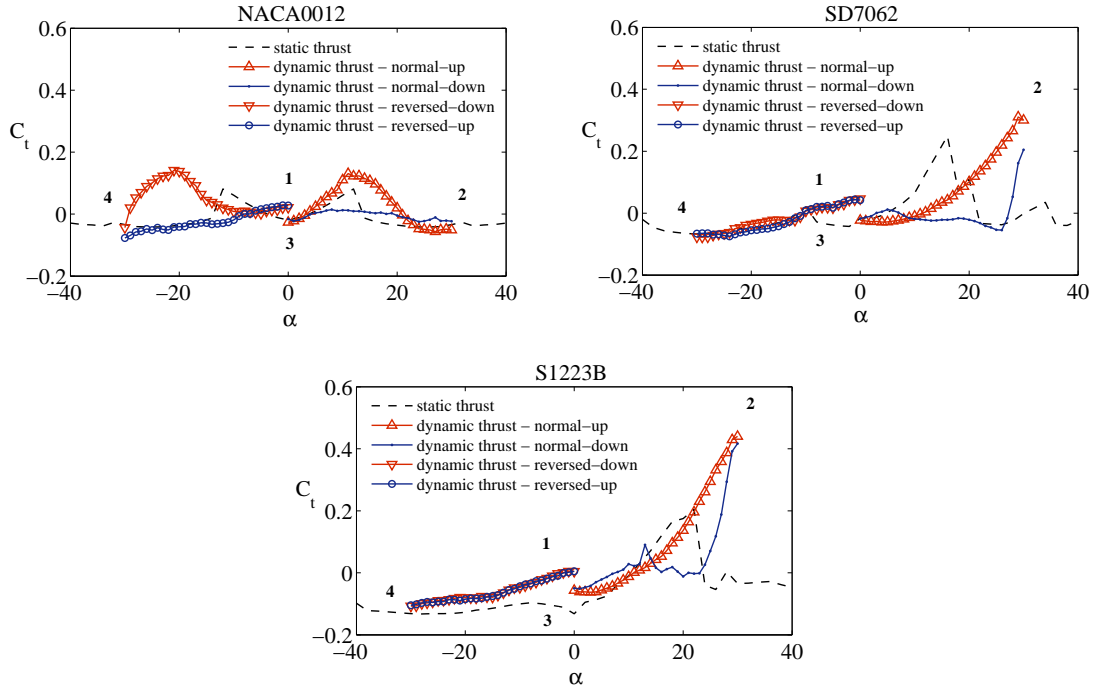 NACA0012
0.6
0.4
0.2
0
−0.2
C_t
static thrust
dynamic thrust − normal−up
dynamic thrust − normal−down
dynamic thrust − reversed−down
dynamic thrust − reversed−up
1
2
3
4
−40
−20
0
20
40
α
SD7062
0.6
0.4
0.2
0
−0.2
C_t
static thrust
dynamic thrust − normal−up
dynamic thrust − normal−down
dynamic thrust − reversed−down
dynamic thrust − reversed−up
1
2
3
4
−40
−20
0
20
40
α
S1223B
0.6
0.4
0.2
0
−0.2
C_t
static thrust
dynamic thrust − normal−up
dynamic thrust − normal−down
dynamic thrust − reversed−down
dynamic thrust − reversed−up
1
2
3
4
−40
−20
0
20
40
α